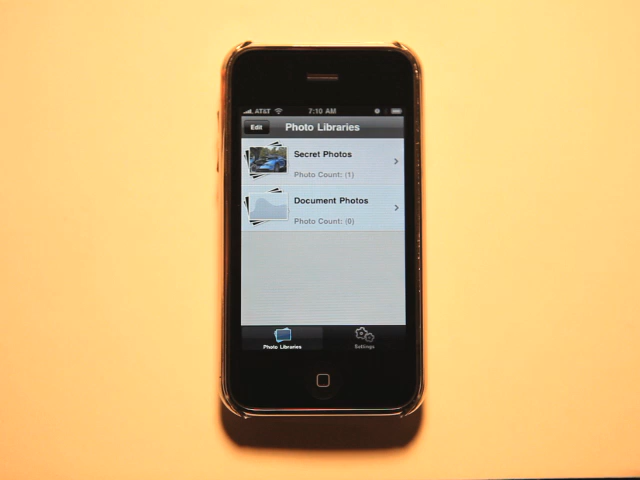 AT&T 7:10 AM
Edit Photo Libraries
Secret Photos
Photo Count: (1)
Document Photos
Photo Count: (0)
Photo Libraries Settings